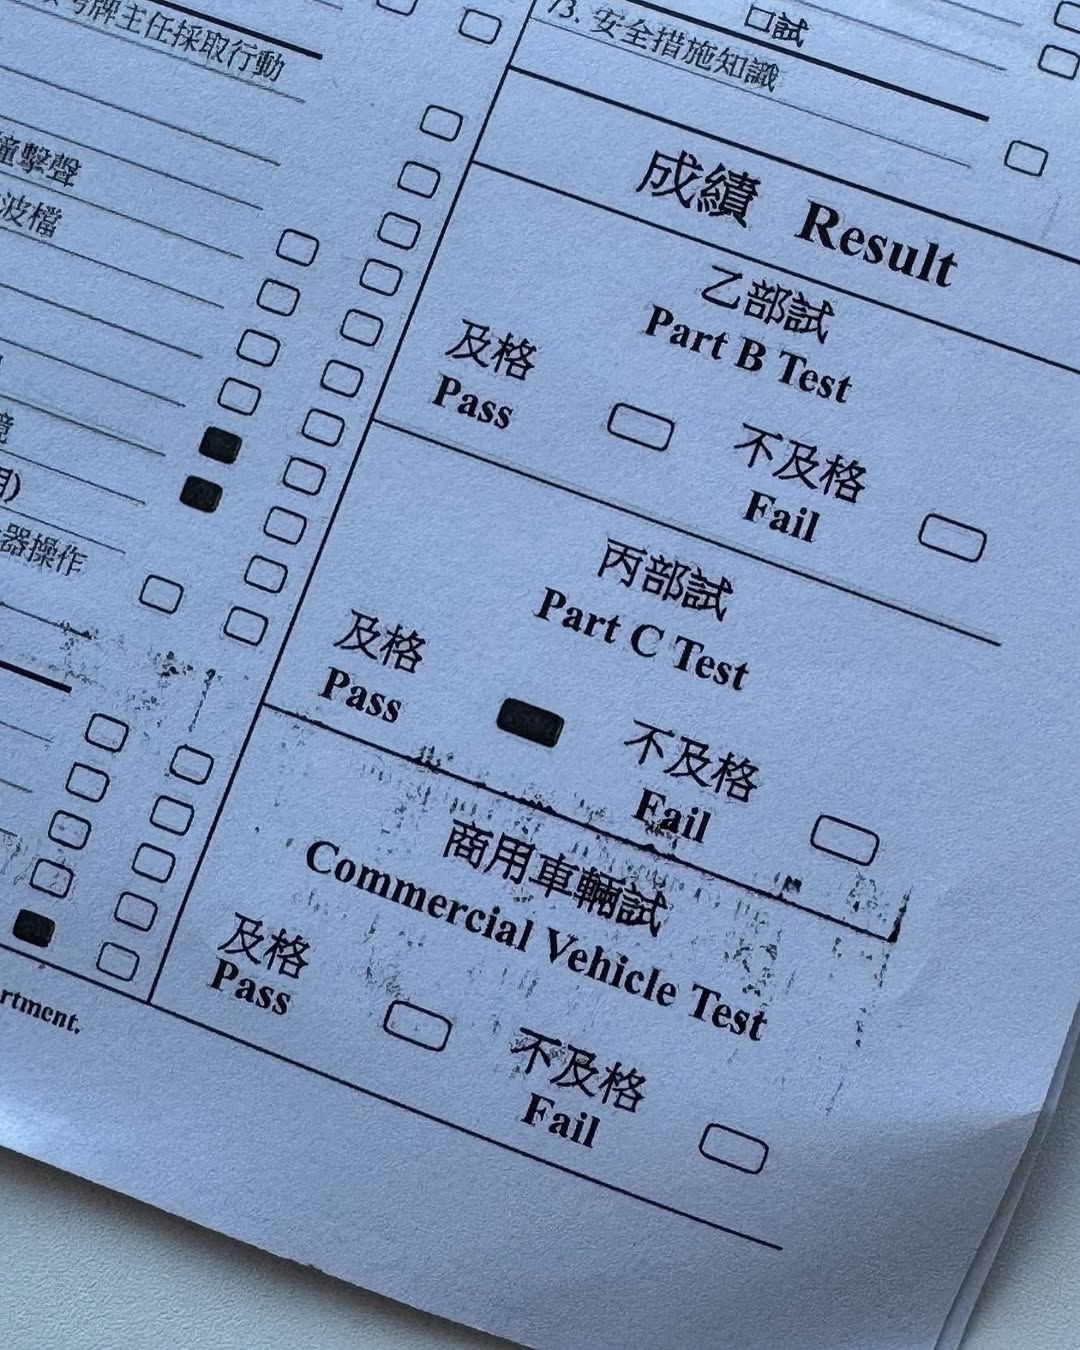 牌主任採取行動
撞擊聲
波檔
器操作
rtment.
口試
73. 安全措施知識
成績 Result
乙部試
Part B Test
及格
Pass
不及格
Fail
丙部試
Part C Test
及格
Pass
不及格
Fail
商用車輛試
Commercial Vehicle Test
及格
Pass
不及格
Fail